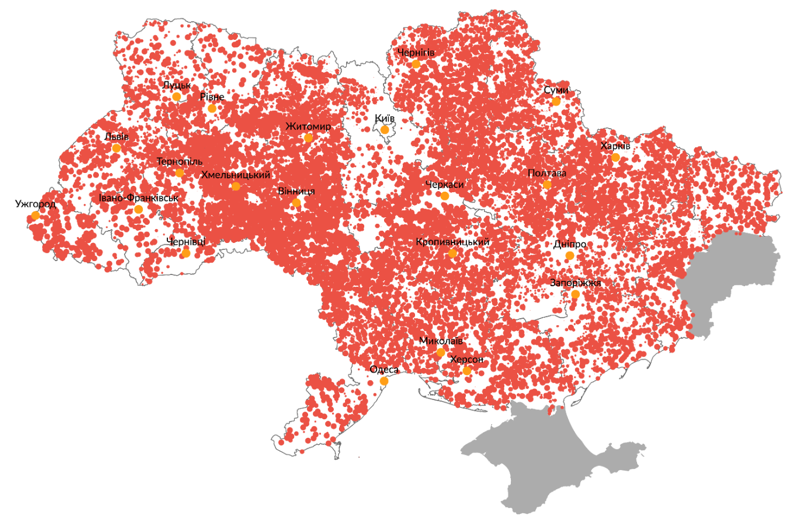 Чернігів
Луцьк
Рівне
Суми
Київ
Житомир
Львів
Харків
Тернопіль
Хмельницький
Полтава
Вінниця
Черкаси
Івано-Франківськ
Ужгород
Чернівці
Кропивницький
Дніпро
Запоріжжя
Миколаїв
Херсон
Одеса